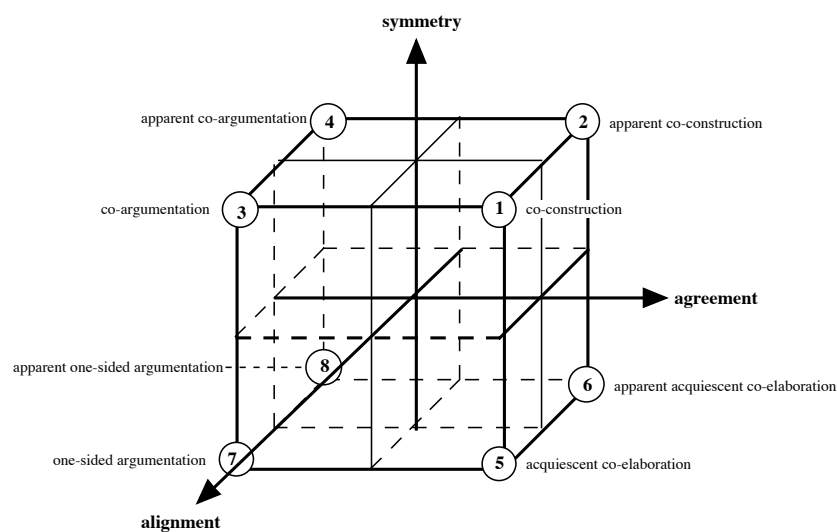 symmetry
apparent co-argumentation
4
2
apparent co-construction
co-argumentation
3
1
co-construction
agreement
apparent one-sided argumentation
8
6
apparent acquiescent co-elaboration
one-sided argumentation
7
5
acquiescent co-elaboration
alignment